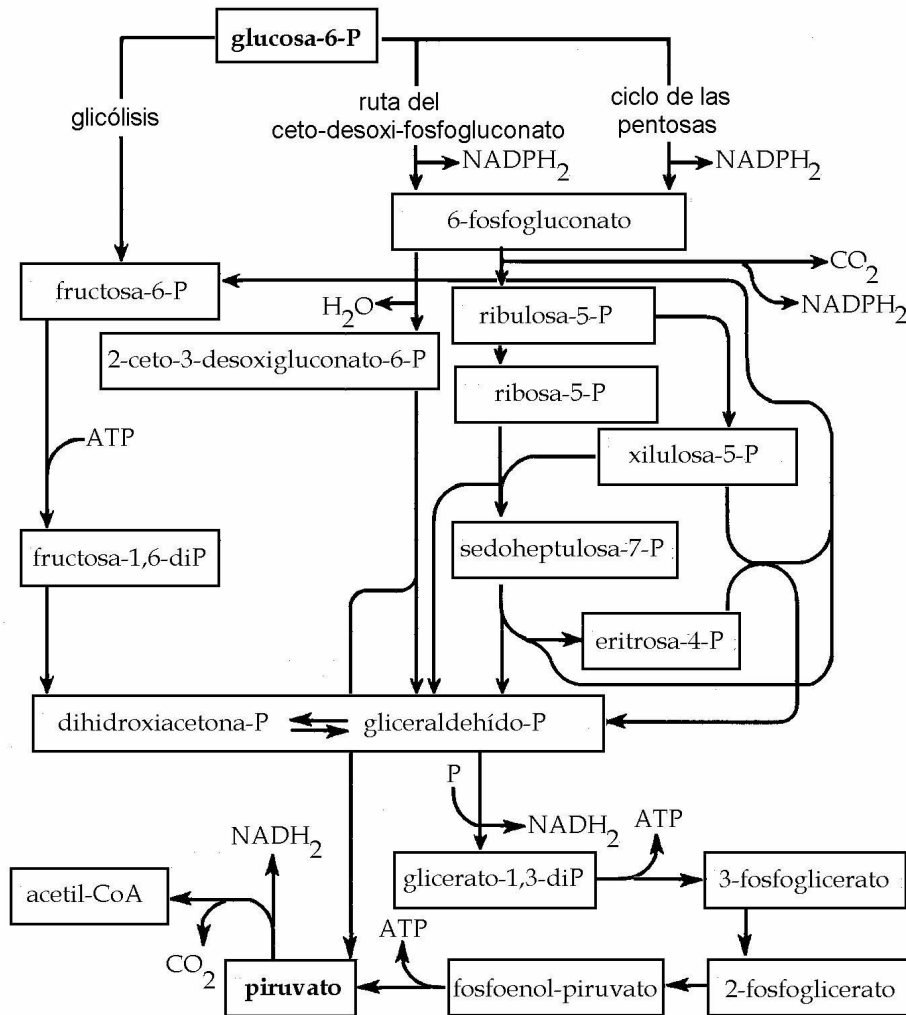 glucosa-6-P
glicólisis
ruta del
ceto-desoxi-fosfogluconato
ciclo de las
pentosas
NADPH2
NADPH2
6-fosfogluconato
CO2
NADPH2
fructosa-6-P
H2O
ribulosa-5-P
2-ceto-3-desoxigluconato-6-P
ribosa-5-P
ATP
xilulosa-5-P
fructosa-1,6-diP
sedoheptulosa-7-P
eritrosa-4-P
dihidroxiacetona-P
gliceraldehído-P
P
NADH2
ATP
NADH2
glicerato-1,3-diP
3-fosfoglicerato
acetil-CoA
CO2
ATP
piruvato
fosfoenol-piruvato
2-fosfoglicerato